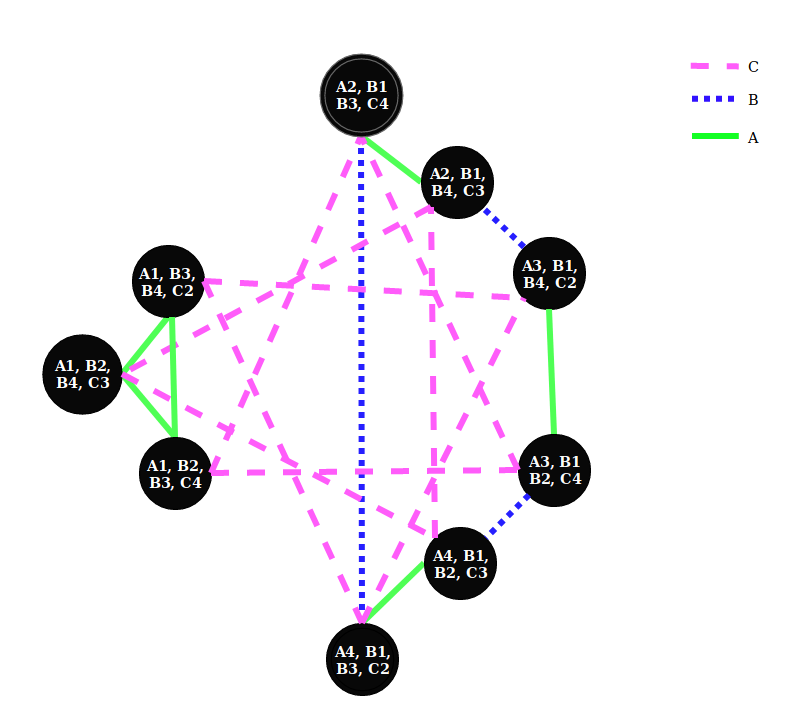 A2, B1
B3, C4
A2, B1,
B4, C3
A3, B1,
B4, C2
A1, B3,
B4, C2
A1, B2,
B4, C3
A1, B2,
B3, C4
A3, B1
B2, C4
A4, B1,
B2, C3
A4, B1,
B3, C2
C
B
A